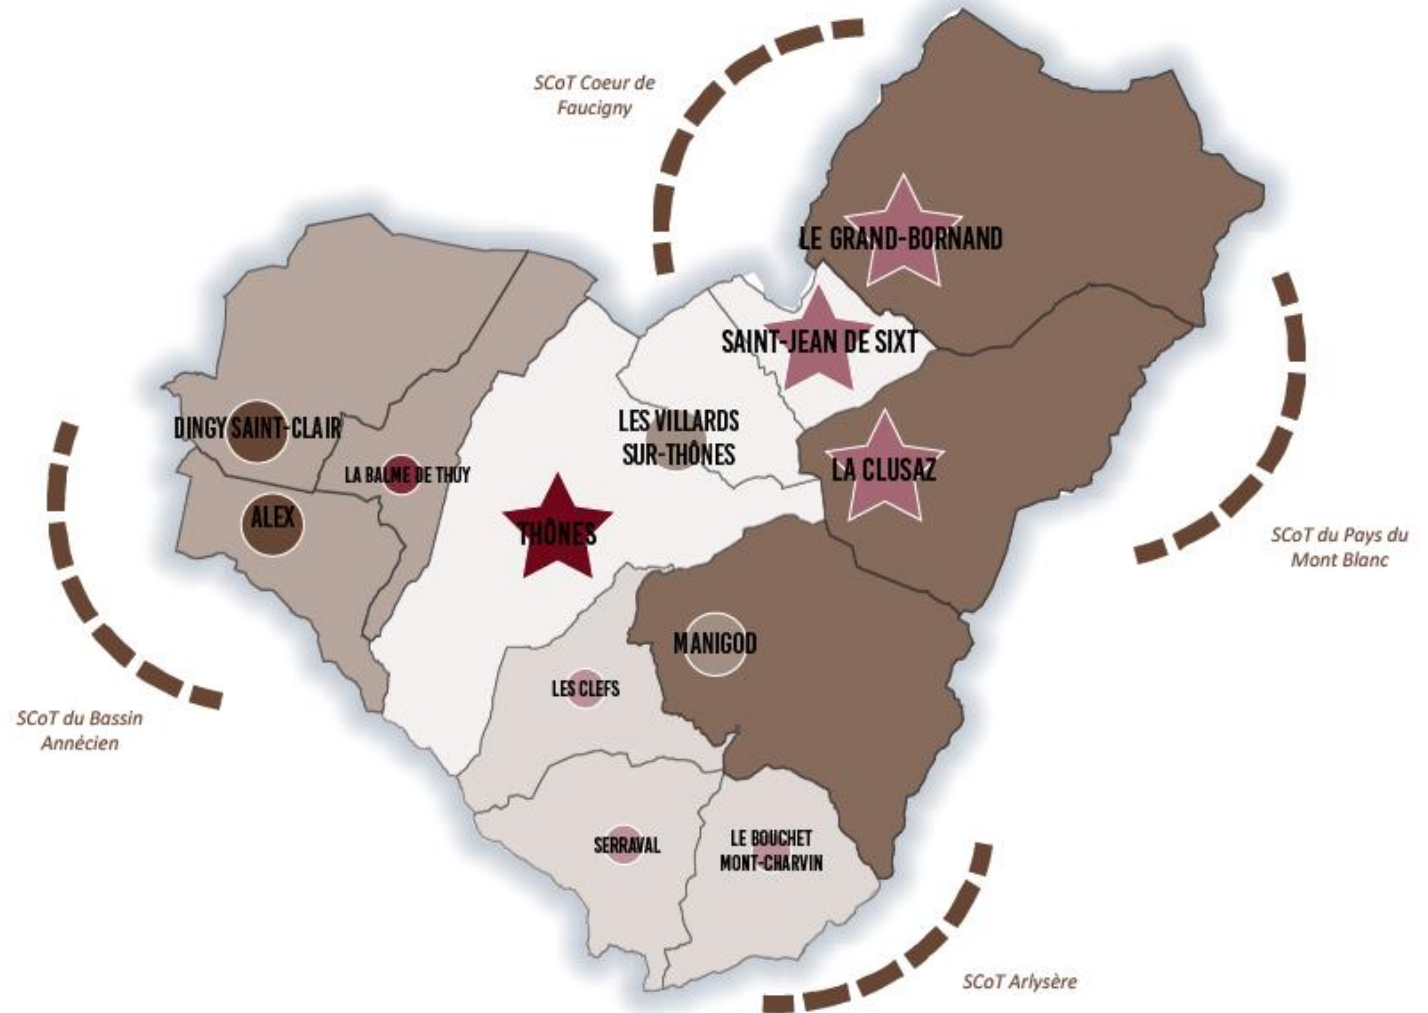 SCoT Coeur de
Faucigny
LE GRAND-BORNAND
SAINT-JEAN DE SIXT
LES VILLARDS
SUR-THÔNES
DINGY SAINT-CLAIR
LA BALME DE THUY
LA CLUSAZ
ALEX
THÔNES
SCoT du Pays du
Mont Blanc
MANIGOD
LES CLEFS
SCoT du Bassin
Annécien
SERRAVAL
LE BOUCHET
MONT-CHARVIN
SCoT Arlysère